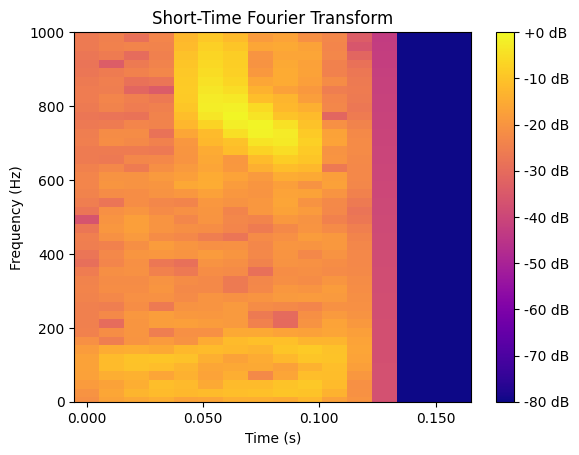 Short-Time Fourier Transform
1000
800
600
400
200
0
Frequency (Hz)
0.000
0.050
0.100
0.150
Time (s)
+0 dB
-10 dB
-20 dB
-30 dB
-40 dB
-50 dB
-60 dB
-70 dB
-80 dB